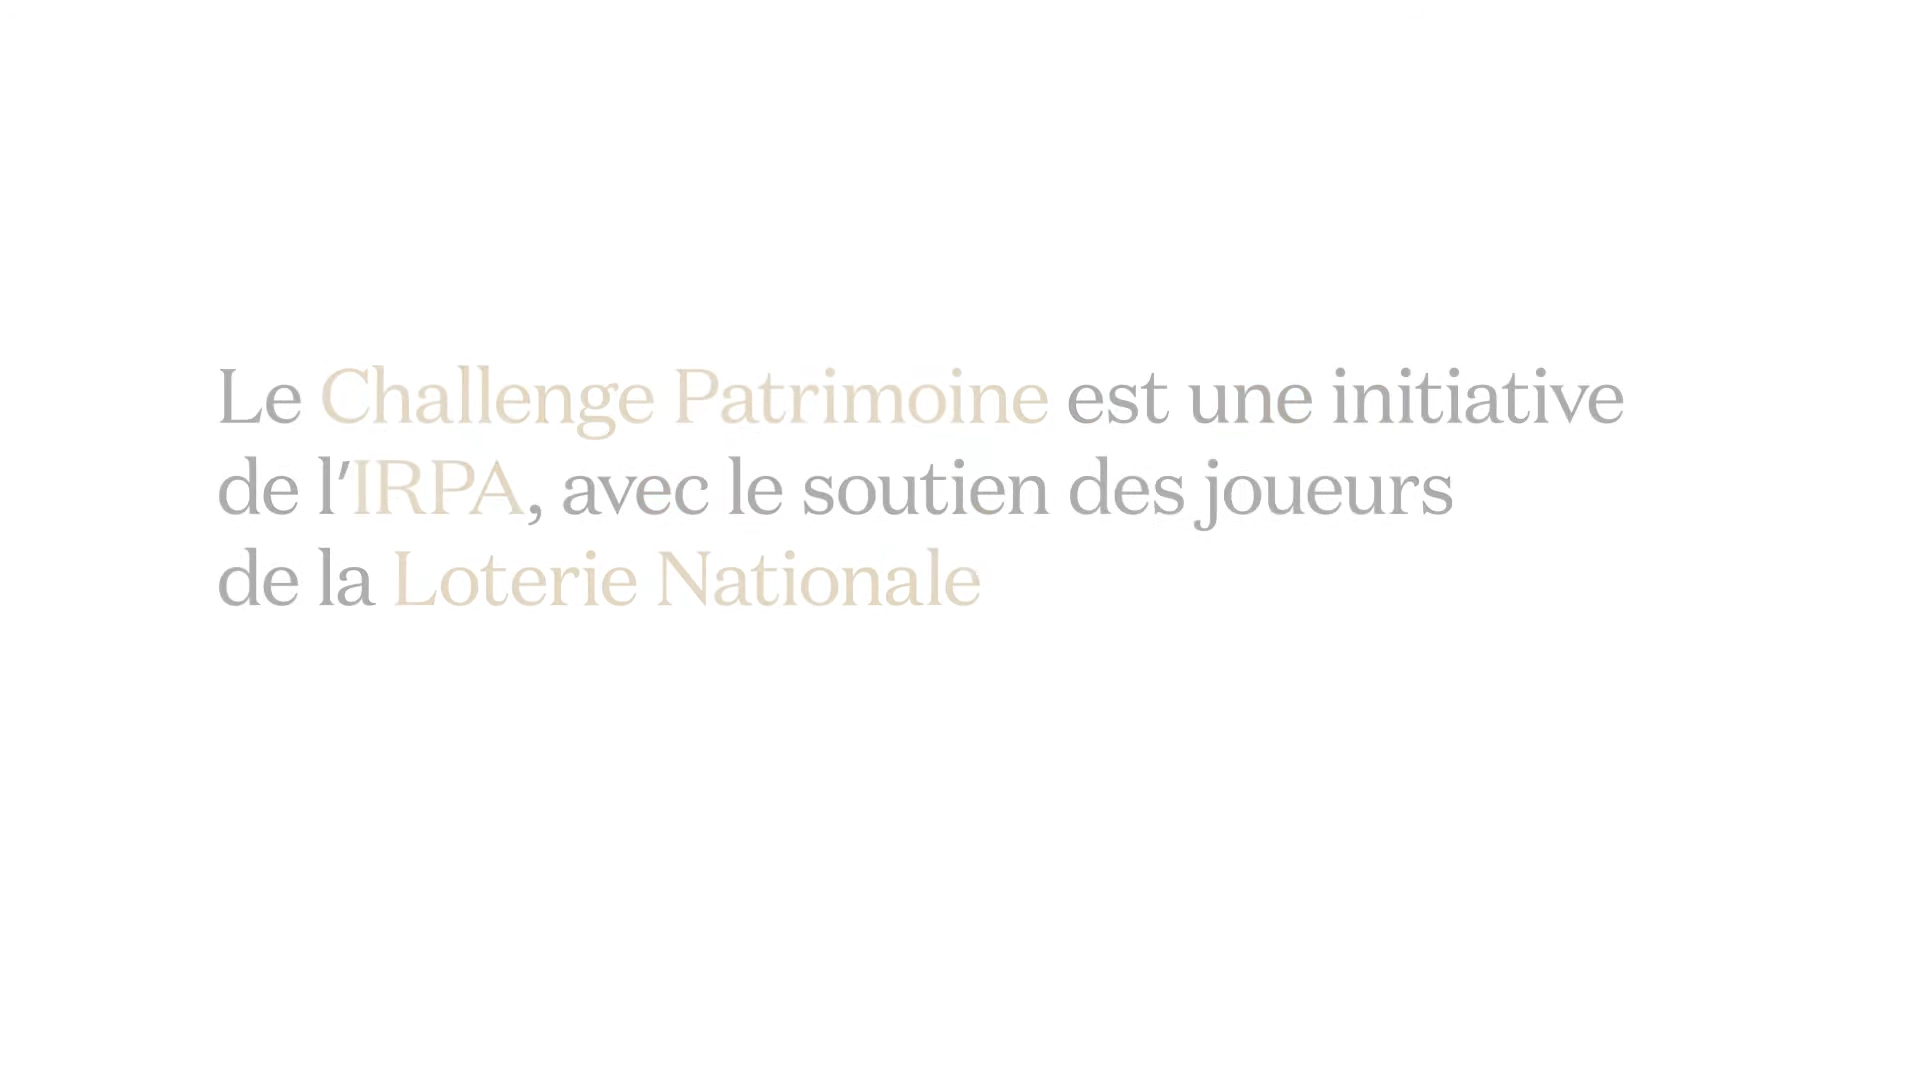 Le Challenge Patrimoine est une initiative
de l'IRPA, avec le soutien des joueurs
de la Loterie Nationale